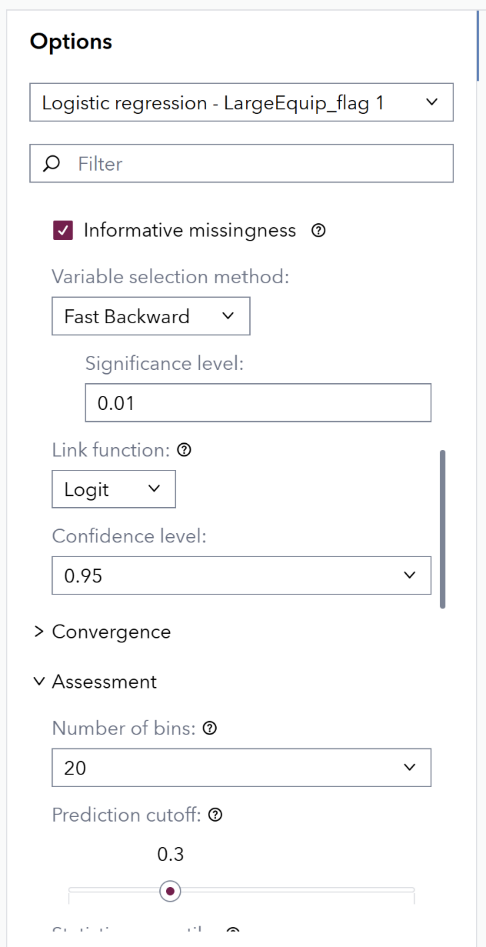 Options
Logistic regression - LargeEquip_flag 1
Filter
Informative missingness
Variable selection method:
Fast Backward
Significance level:
0.01
Link function:
Logit
Confidence level:
0.95
Convergence
Assessment
Number of bins:
20
Prediction cutoff:
0.3